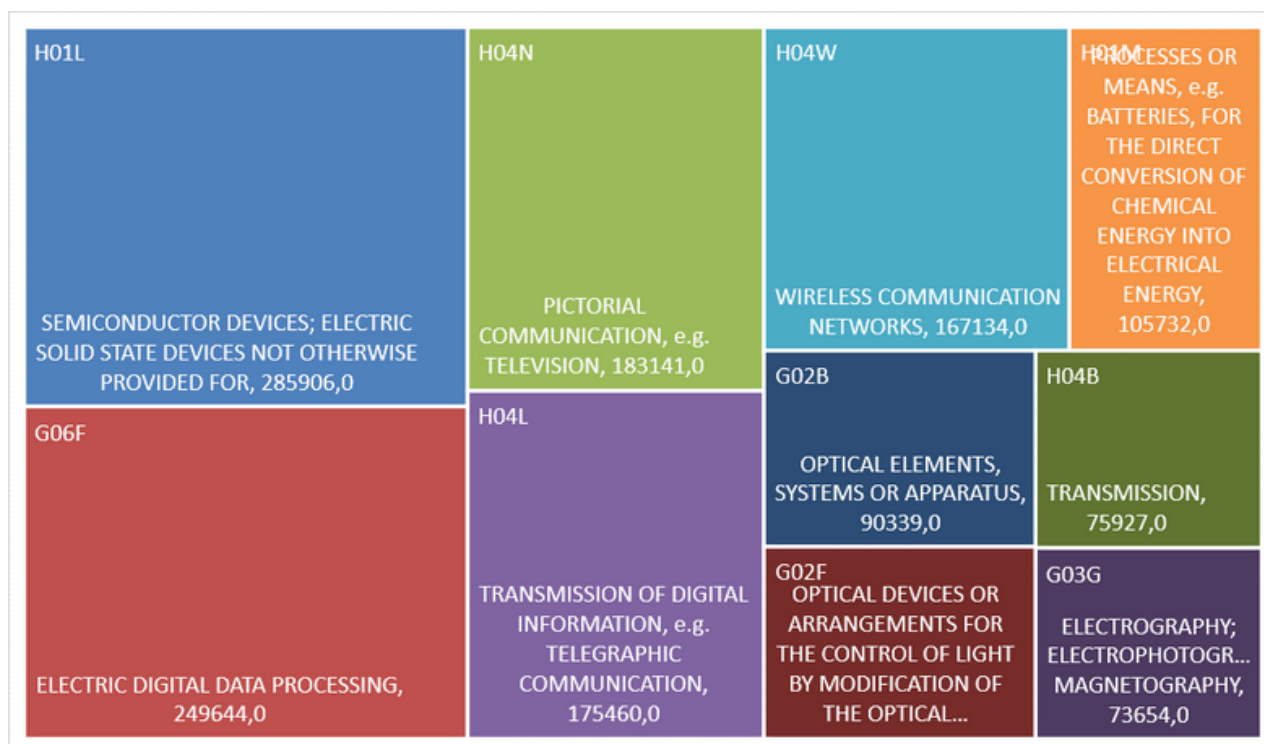 H01L
SEMICONDUCTOR DEVICES; ELECTRIC
SOLID STATE DEVICES NOT OTHERWISE
PROVIDED FOR, 285906,0
G06F
ELECTRIC DIGITAL DATA PROCESSING,
249644,0
H04N
PICTORIAL
COMMUNICATION, e.g.
TELEVISION, 183141,0
H04L
TRANSMISSION OF DIGITAL
INFORMATION, e.g.
TELEGRAPHIC
COMMUNICATION,
175460,0
H04W
WIRELESS COMMUNICATION
NETWORKS, 167134,0
H01M
PROCESSES OR
MEANS, e.g.
BATTERIES, FOR
THE DIRECT
CONVERSION OF
CHEMICAL
ENERGY INTO
ELECTRICAL
ENERGY,
105732,0
G02B
OPTICAL ELEMENTS,
SYSTEMS OR APPARATUS,
90339,0
H04B
TRANSMISSION,
75927,0
G02F
OPTICAL DEVICES OR
ARRANGEMENTS FOR
THE CONTROL OF LIGHT
BY MODIFICATION OF
THE OPTICAL...
G03G
ELECTROGRAPHY;
ELECTROPHOTOGR...
MAGNETOGRAPHY,
73654,0